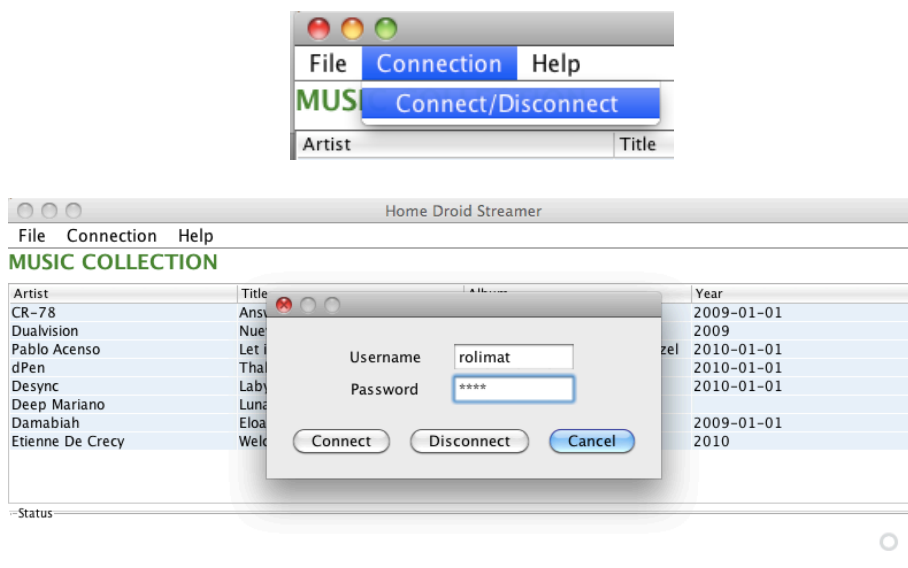 File Connection Help
MUSI Connect/Disconnect
Artist Title
Home Droid Streamer
File Connection Help
MUSIC COLLECTION
Artist Title Album Year
CR-78 Answ 2009-01-01
Dualvision Nue 2009
Pablo Acenso Let i zel 2010-01-01
dPen Thal 2010-01-01
Desync Laby 2010-01-01
Deep Mariano Luna
Damabiah Eloa 2009-01-01
Etienne De Crecy Welc 2010
Username rolimat
Password ****
Connect Disconnect Cancel
Status